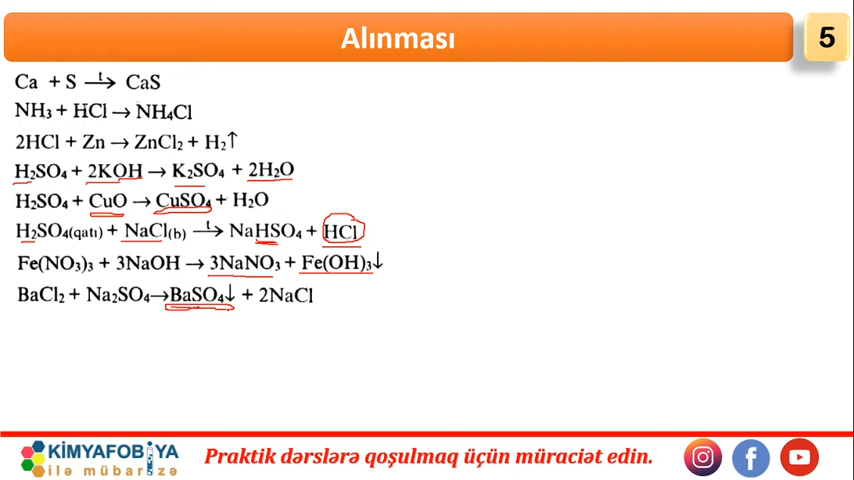 Alınması
5
Ca + S →ᵗ CaS
NH₃ + HCl → NH₄Cl
2HCl + Zn → ZnCl₂ + H₂↑
H₂SO₄ + 2KOH → K₂SO₄ + 2H₂O
H₂SO₄ + CuO → CuSO₄ + H₂O
H₂SO₄(qatı) + NaCl(b) →ᵗ NaHSO₄ + HCl
Fe(NO₃)₃ + 3NaOH → 3NaNO₃ + Fe(OH)₃↓
BaCl₂ + Na₂SO₄→BaSO₄↓ + 2NaCl
KİMYAFOBİYA
ilə mübarizə
Praktik dərslərə qoşulmaq üçün müraciət edin.